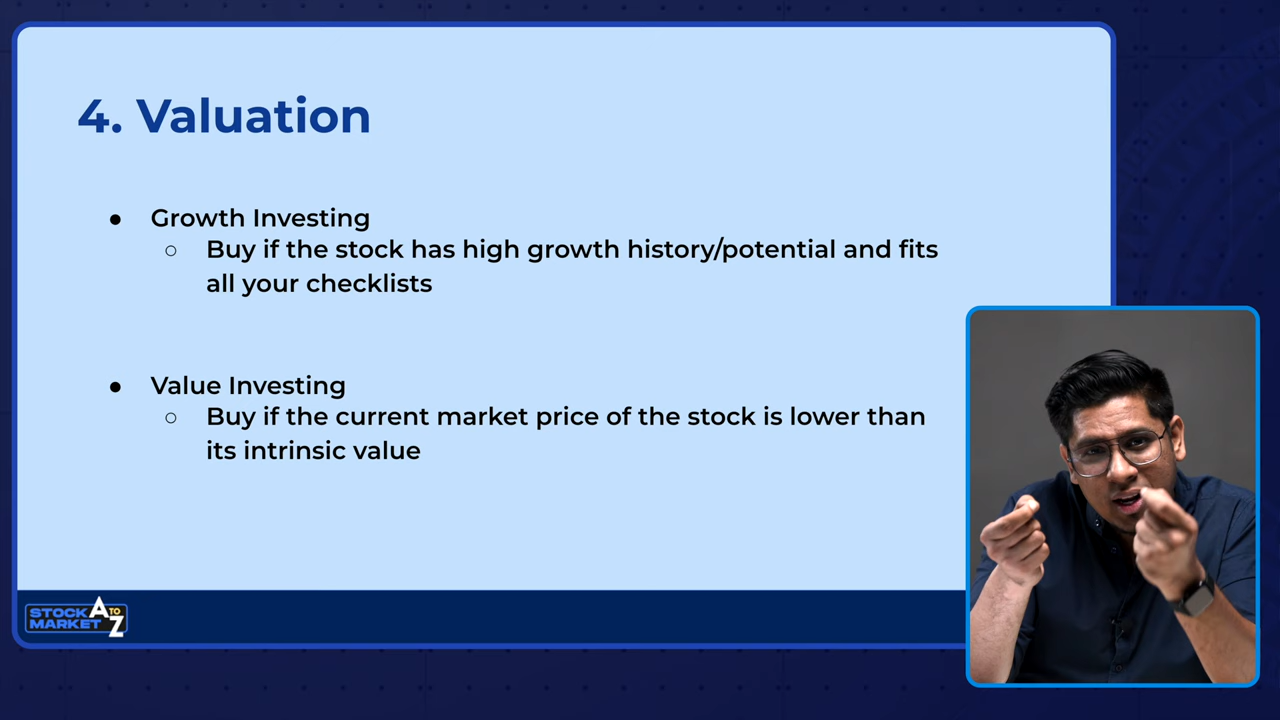 4. Valuation
● Growth Investing
○ Buy if the stock has high growth history/potential and fits
all your checklists
● Value Investing
○ Buy if the current market price of the stock is lower than
its intrinsic value
STOCK A TO
MARKET Z